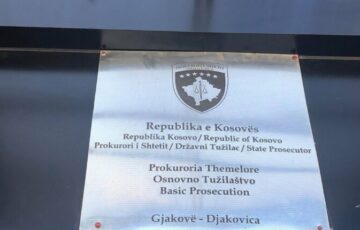 Republika e Kosovës
Republika Kosovo / Republic of Kosovo
Prokurori i Shtetit / Državni Tužilac / State Prosecutor
Prokuroria Themelore
Osnovno Tužilaštvo
Basic Prosecution
Gjakovë - Djakovica